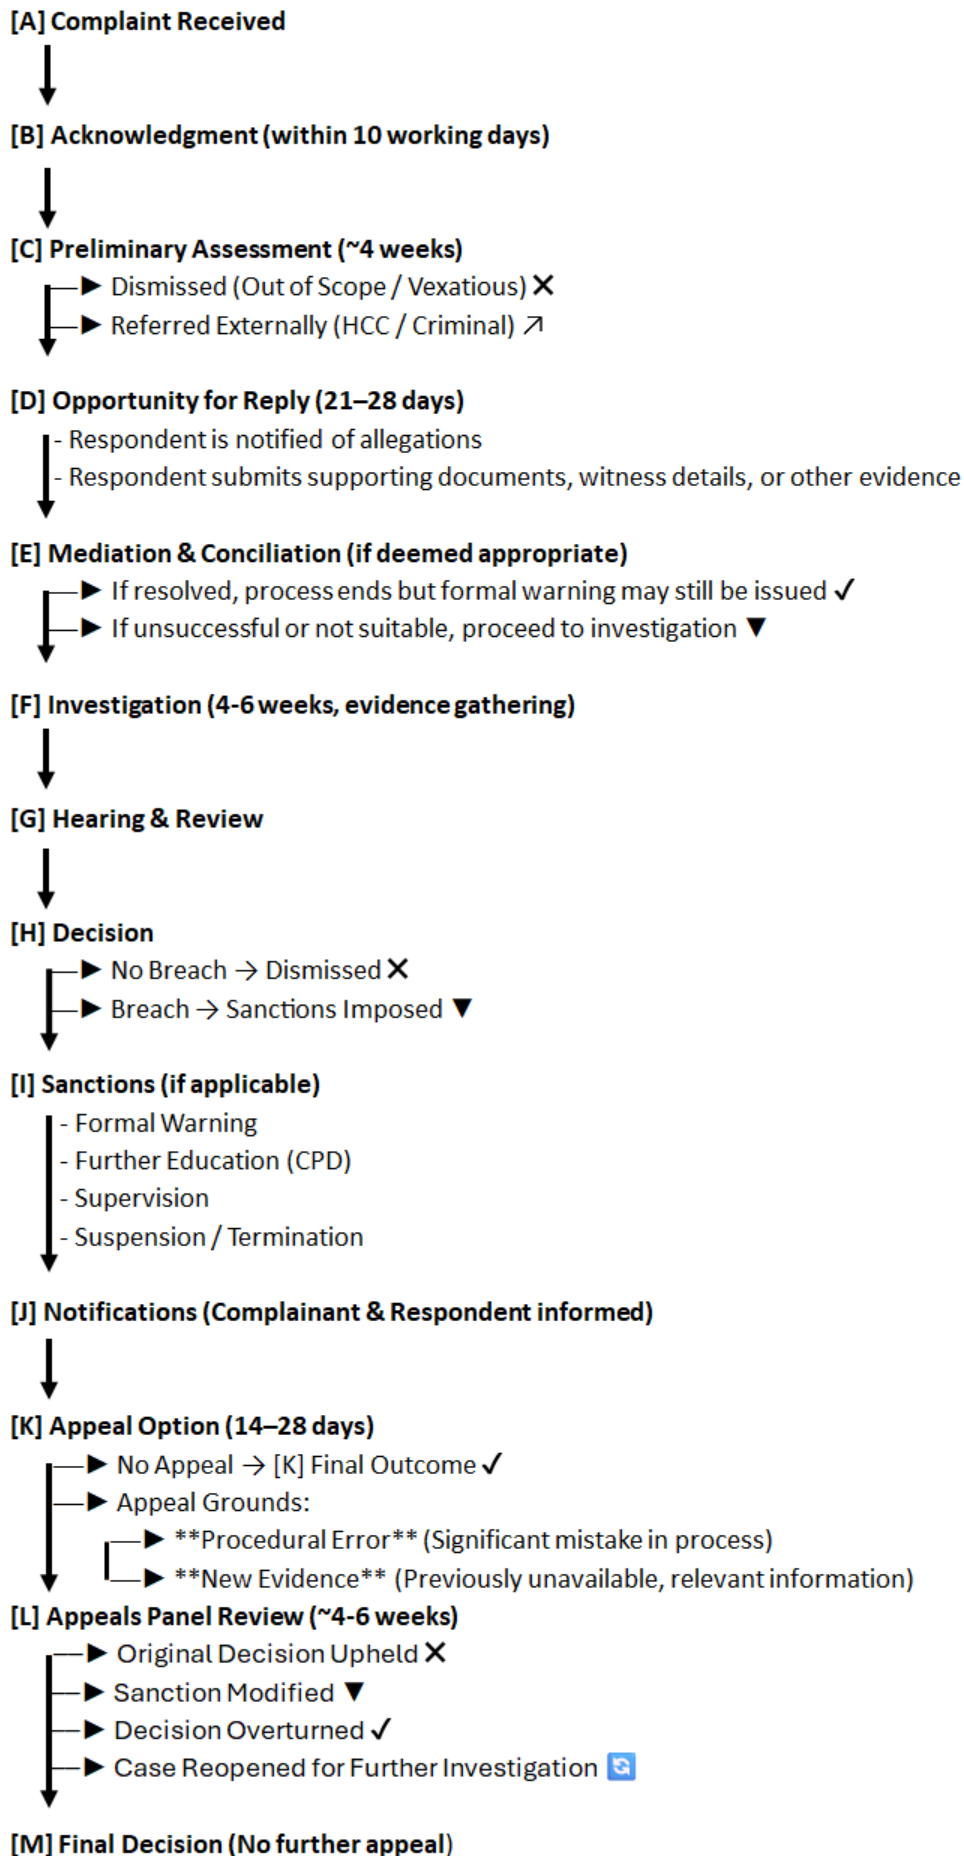 [A] Complaint Received
[B] Acknowledgment (within 10 working days)
[C] Preliminary Assessment (~4 weeks)
► Dismissed (Out of Scope / Vexatious) ✕
► Referred Externally (HCC / Criminal) ↗
[D] Opportunity for Reply (21–28 days)
- Respondent is notified of allegations
- Respondent submits supporting documents, witness details, or other evidence
[E] Mediation & Conciliation (if deemed appropriate)
► If resolved, process ends but formal warning may still be issued ✓
► If unsuccessful or not suitable, proceed to investigation ▼
[F] Investigation (4-6 weeks, evidence gathering)
[G] Hearing & Review
[H] Decision
► No Breach → Dismissed ✕
► Breach → Sanctions Imposed ▼
[I] Sanctions (if applicable)
- Formal Warning
- Further Education (CPD)
- Supervision
- Suspension / Termination
[J] Notifications (Complainant & Respondent informed)
[K] Appeal Option (14–28 days)
► No Appeal → [K] Final Outcome ✓
► Appeal Grounds:
► **Procedural Error** (Significant mistake in process)
► **New Evidence** (Previously unavailable, relevant information)
[L] Appeals Panel Review (~4-6 weeks)
► Original Decision Upheld ✕
► Sanction Modified ▼
► Decision Overturned ✓
► Case Reopened for Further Investigation 🔄
[M] Final Decision (No further appeal)